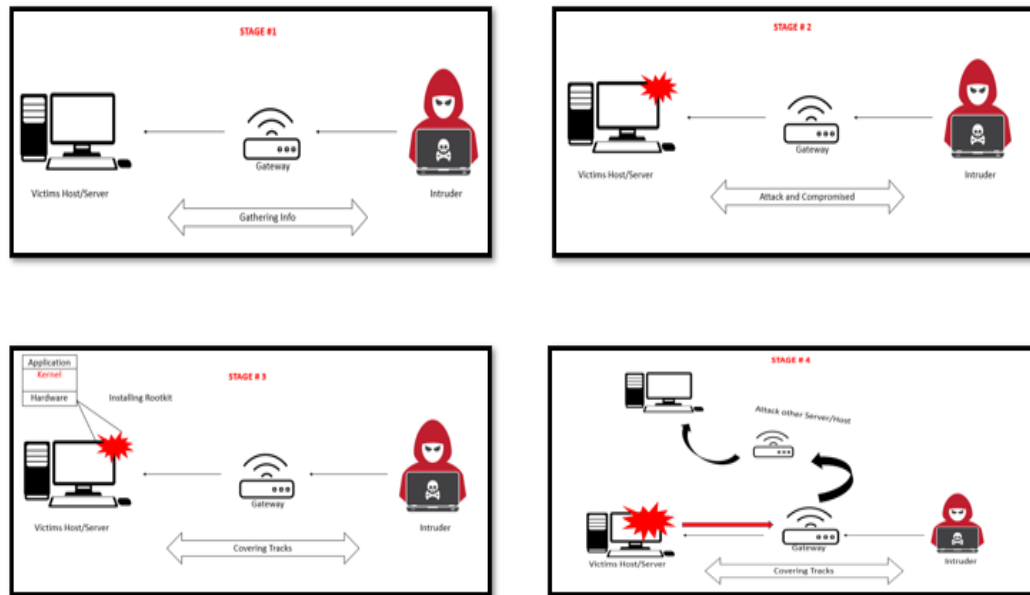 STAGE #1
Gateway
Victims Host/Server
Intruder
Gathering Info
STAGE # 2
Gateway
Victims Host/Server
Intruder
Attack and Compromised
STAGE # 3
Application
Kernel
Hardware
Installing Rootkit
Gateway
Victims Host/Server
Intruder
Covering Tracks
STAGE # 4
Attack other Server/Host
Gateway
Victims Host/Server
Intruder
Covering Tracks